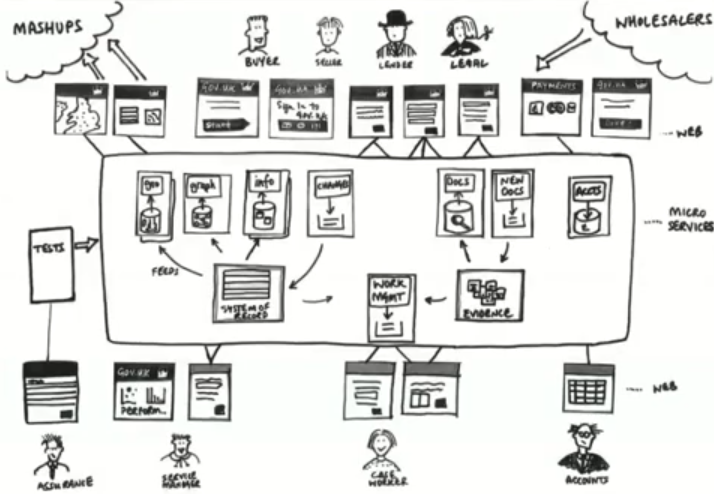 MASHUPS
WHOLESALERS
BUYER
SELLER
LENDER
LEGAL
GOV.UK
Start
GOV.UK
Sign in to
GOV.UK
PAYMENTS
GOV.UK
WEB
geo
graph
info
CHANGES
DOCS
NEW
DOCS
ACCTS
MICRO
SERVICES
TESTS
FEEDS
SYSTEM OF
RECORD
WORK
MGMT
EVIDENCE
GOV.UK
PERFORM..
WEB
ASSURANCE
SERVICE
MANAGER
CASE
WORKER
ACCOUNTS